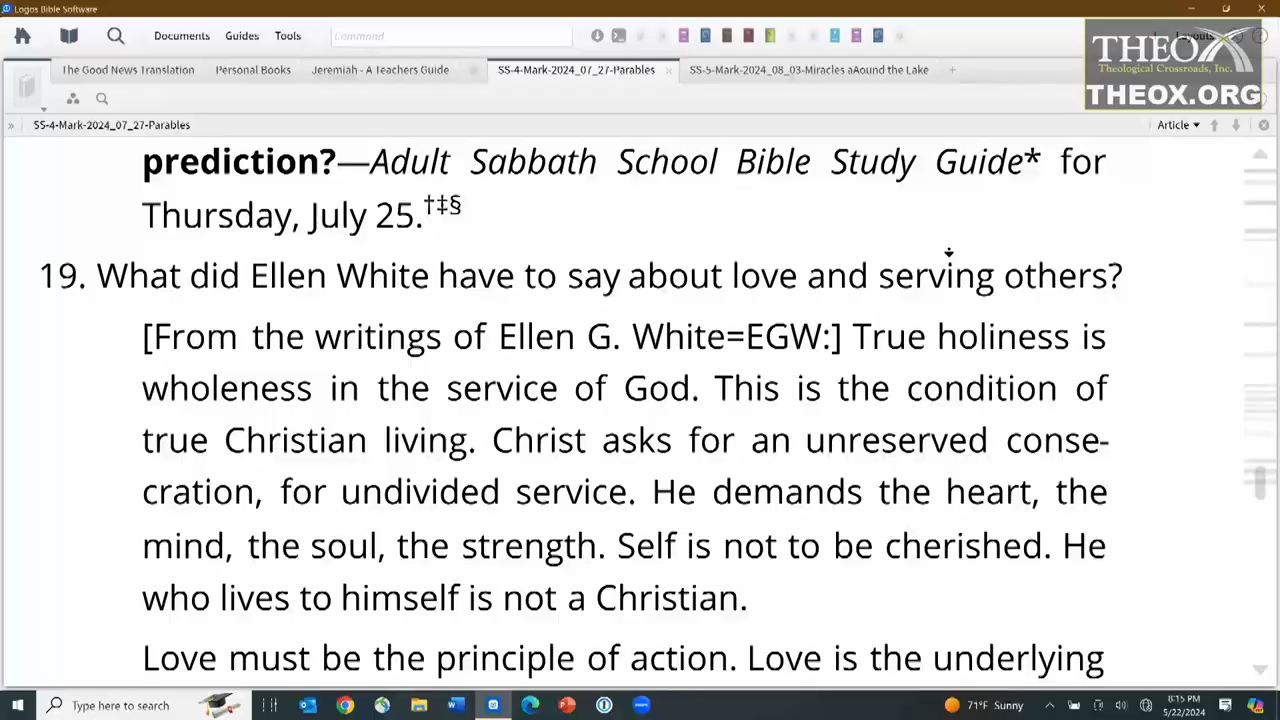 Logos Bible Software
Documents Guides Tools Command Layouts
THEOX
Theological Crossroads, Inc.
THEOX.ORG
The Good News Translation Personal Books Jeremiah - A Teachers Gui SS-4-Mark-2024_07_27-Parables × SS-5-Mark-2024_08_03-Miracles aAound the Lake +
» SS-4-Mark-2024_07_27-Parables Article
prediction?—Adult Sabbath School Bible Study Guide* for
Thursday, July 25.†‡§
19. What did Ellen White have to say about love and serving others?
[From the writings of Ellen G. White=EGW:] True holiness is
wholeness in the service of God. This is the condition of
true Christian living. Christ asks for an unreserved conse-
cration, for undivided service. He demands the heart, the
mind, the soul, the strength. Self is not to be cherished. He
who lives to himself is not a Christian.
Love must be the principle of action. Love is the underlying
Type here to search 71°F Sunny 8:15 PM
5/22/2024